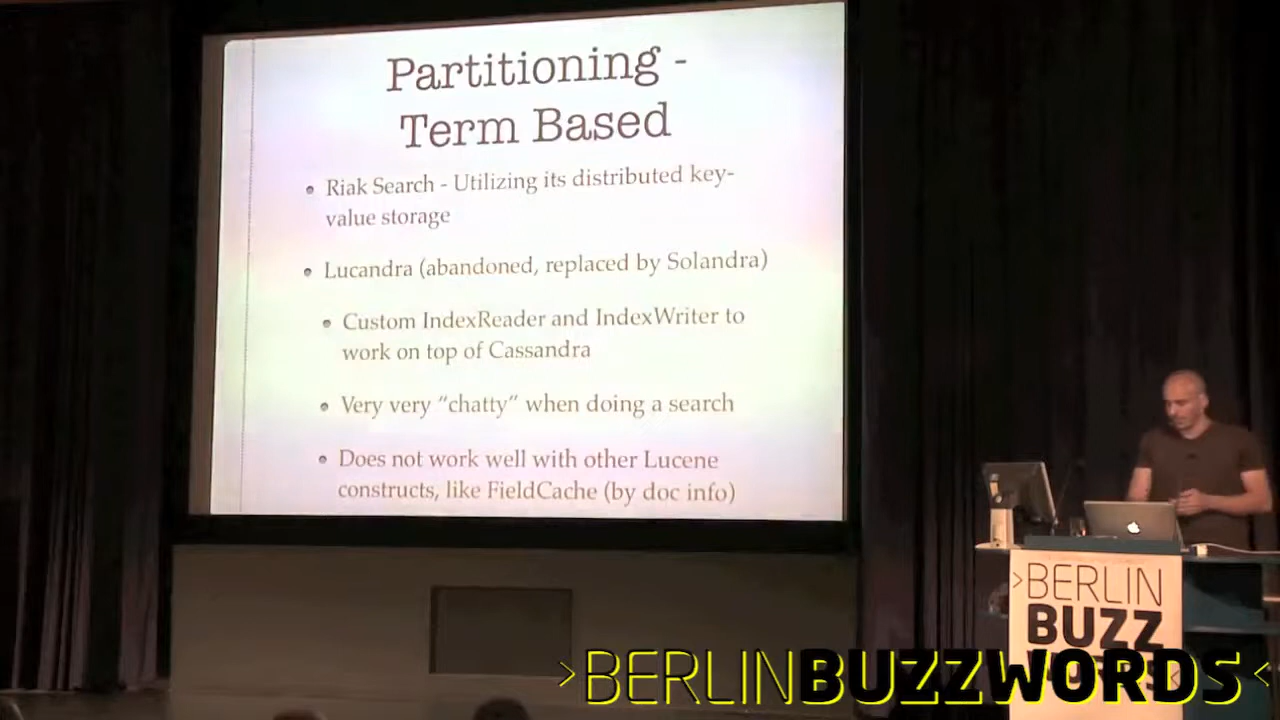 Partitioning -
Term Based
Riak Search - Utilizing its distributed key-
value storage
Lucandra (abandoned, replaced by Solandra)
Custom IndexReader and IndexWriter to
work on top of Cassandra
Very very “chatty” when doing a search
Does not work well with other Lucene
constructs, like FieldCache (by doc info)
>BERLIN
BUZZ
>BERLINBUZZWORDS<